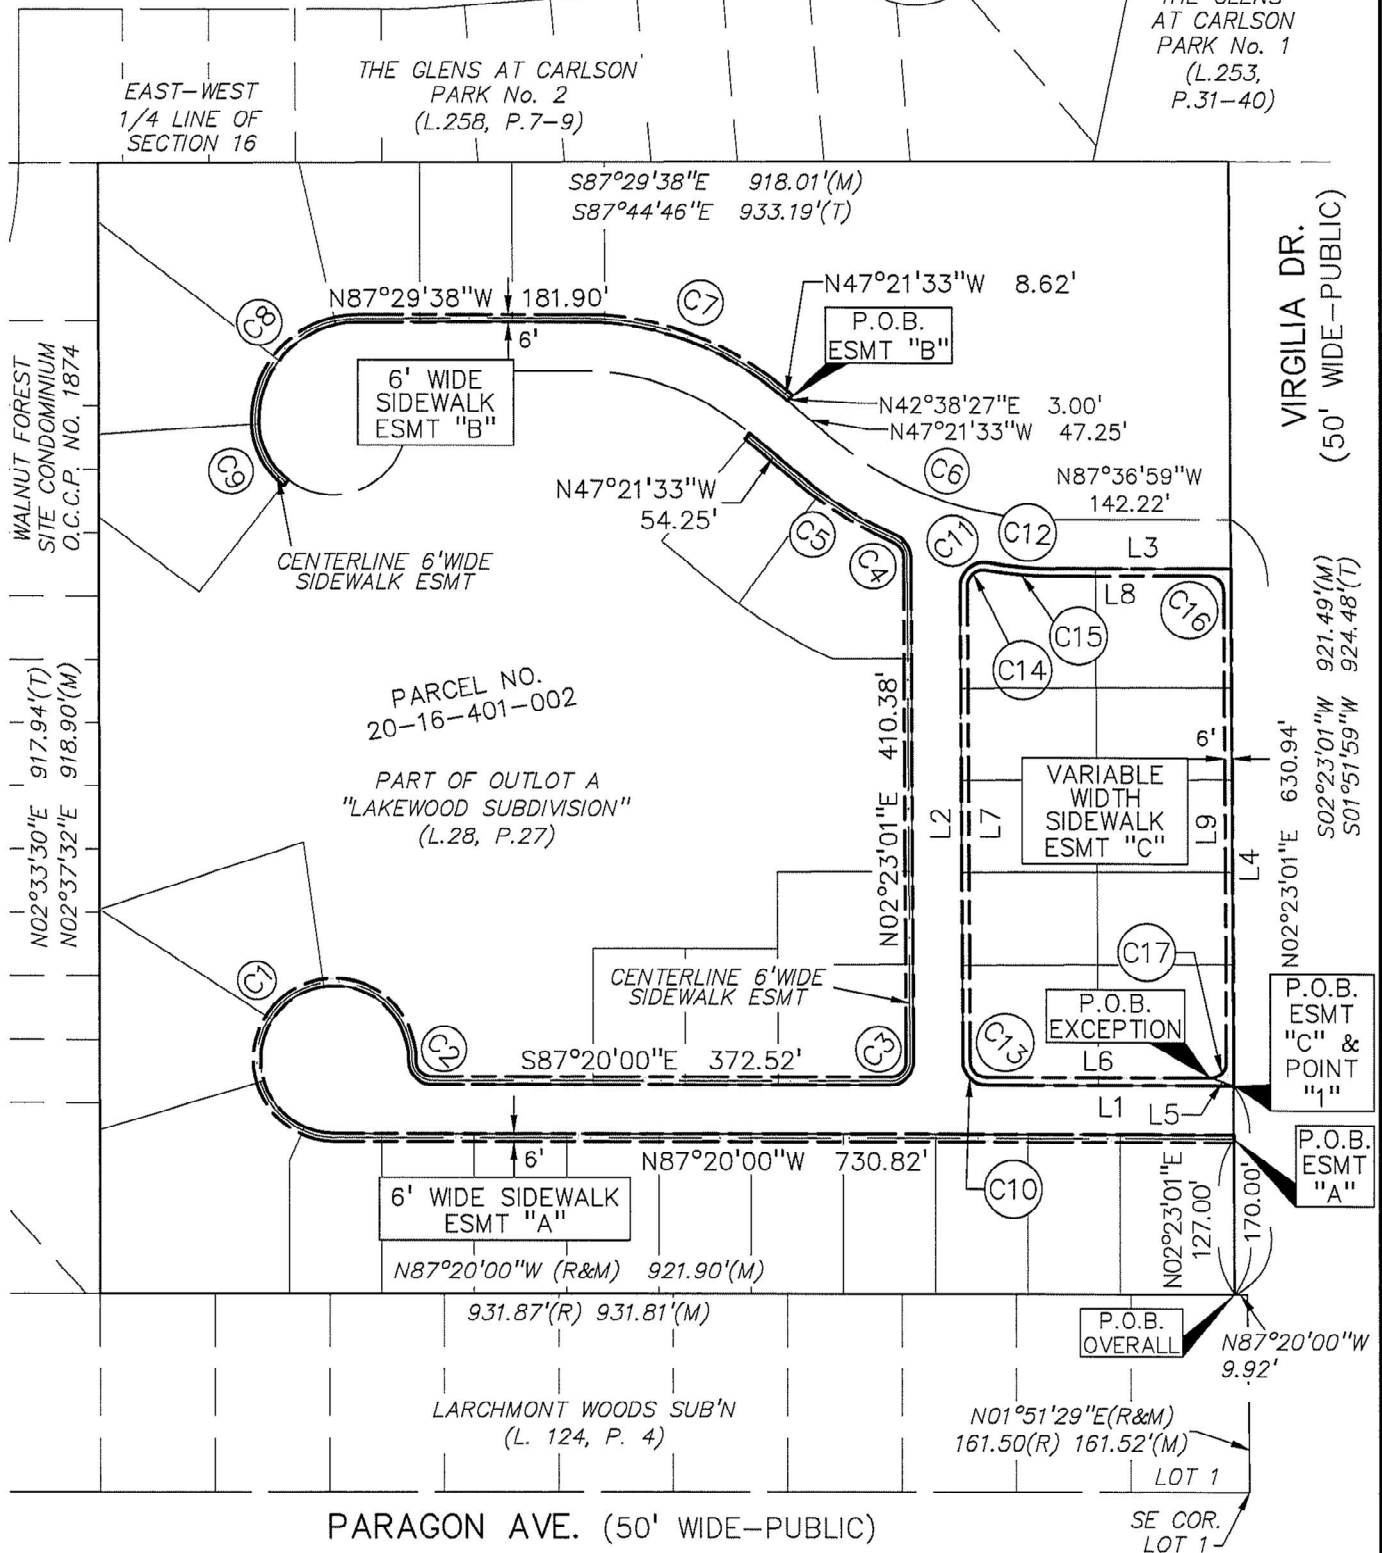 THE GLENS
AT CARLSON
PARK No. 1
(L.253,
P.31-40)
THE GLENS AT CARLSON
PARK No. 2
(L.258, P.7-9)
EAST-WEST
1/4 LINE OF
SECTION 16
S87°29'38"E 918.01'(M)
S87°44'46"E 933.19'(T)
VIRGILIA DR.
(50' WIDE-PUBLIC)
N87°29'38"W 181.90'
C7
C8
N47°21'33"W 8.62'
P.O.B.
ESMT "B"
6'
6' WIDE
SIDEWALK
ESMT "B"
N42°38'27"E 3.00'
N47°21'33"W 47.25'
WALNUT FOREST
SITE CONDOMINIUM
O.C.C.P. NO. 1874
C9
C6
N87°36'59"W
142.22'
N47°21'33"W
54.25'
C5
C4
C11
C12
L3
CENTERLINE 6'WIDE
SIDEWALK ESMT
L8
C16
C15
C14
S02°23'01"W 921.49'(M)
S01°51'59"W 924.48'(T)
N02°33'30"E 917.94'(T)
N02°37'32"E 918.90'(M)
PARCEL NO.
20-16-401-002
PART OF OUTLOT A
"LAKEWOOD SUBDIVISION"
(L.28, P.27)
N02°23'01"E 410.38'
L2
L7
6'
VARIABLE
WIDTH
SIDEWALK
ESMT "C"
L9
L4
N02°23'01"E 630.94'
C17
C1
CENTERLINE 6'WIDE
SIDEWALK ESMT
P.O.B.
EXCEPTION
P.O.B.
ESMT
"C" &
POINT
"1"
C2
S87°20'00"E 372.52'
C3
C13
L6
L1
L5
6'
N87°20'00"W 730.82'
C10
P.O.B.
ESMT
"A"
6' WIDE SIDEWALK
ESMT "A"
N02°23'01"E
127.00'
170.00'
N87°20'00"W (R&M) 921.90'(M)
931.87'(R) 931.81'(M)
P.O.B.
OVERALL
N87°20'00"W
9.92'
LARCHMONT WOODS SUB'N
(L. 124, P. 4)
N01°51'29"E(R&M)
161.50(R) 161.52'(M)
LOT 1
PARAGON AVE. (50' WIDE-PUBLIC)
SE COR.
LOT 1